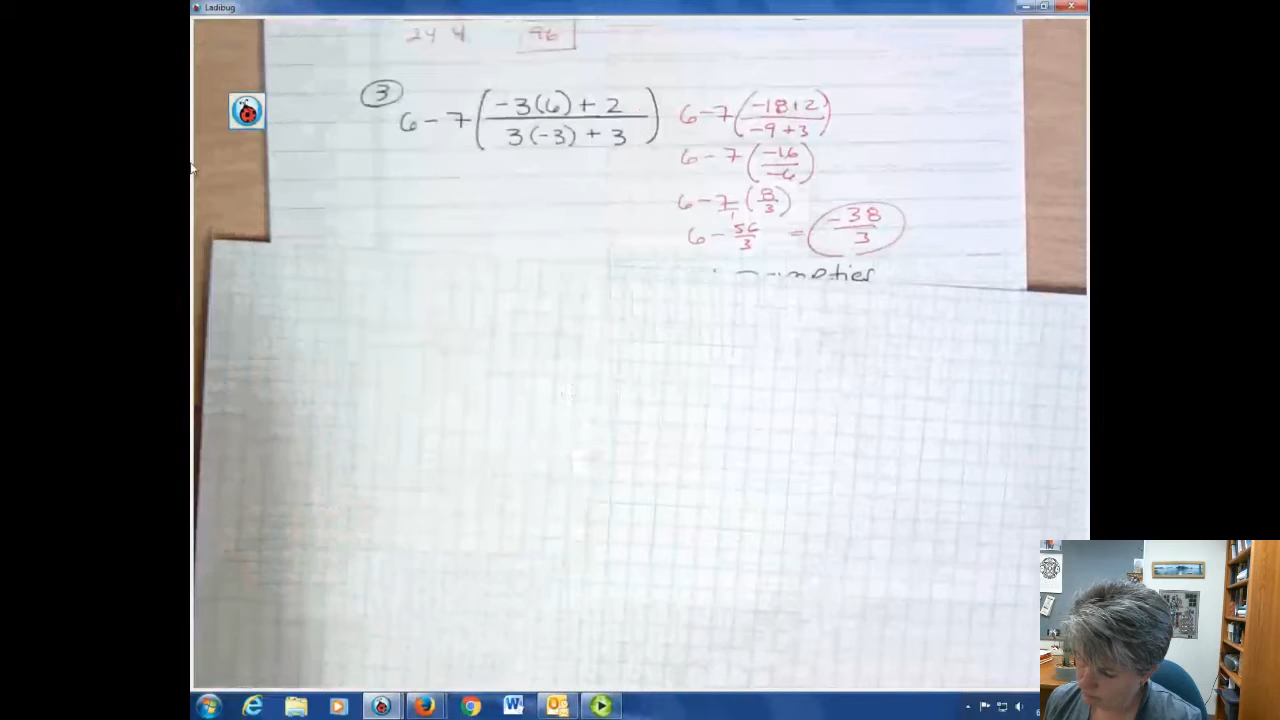 Ladibug
24 4 96
3
6 - 7 ( (-3(6) + 2) / (3(-3) + 3) )
6 - 7 ( (-18 + 2) / (-9 + 3) )
6 - 7 ( -16 / -6 )
6 - 7/1 ( 8/3 )
6 - 56/3 = -38/3